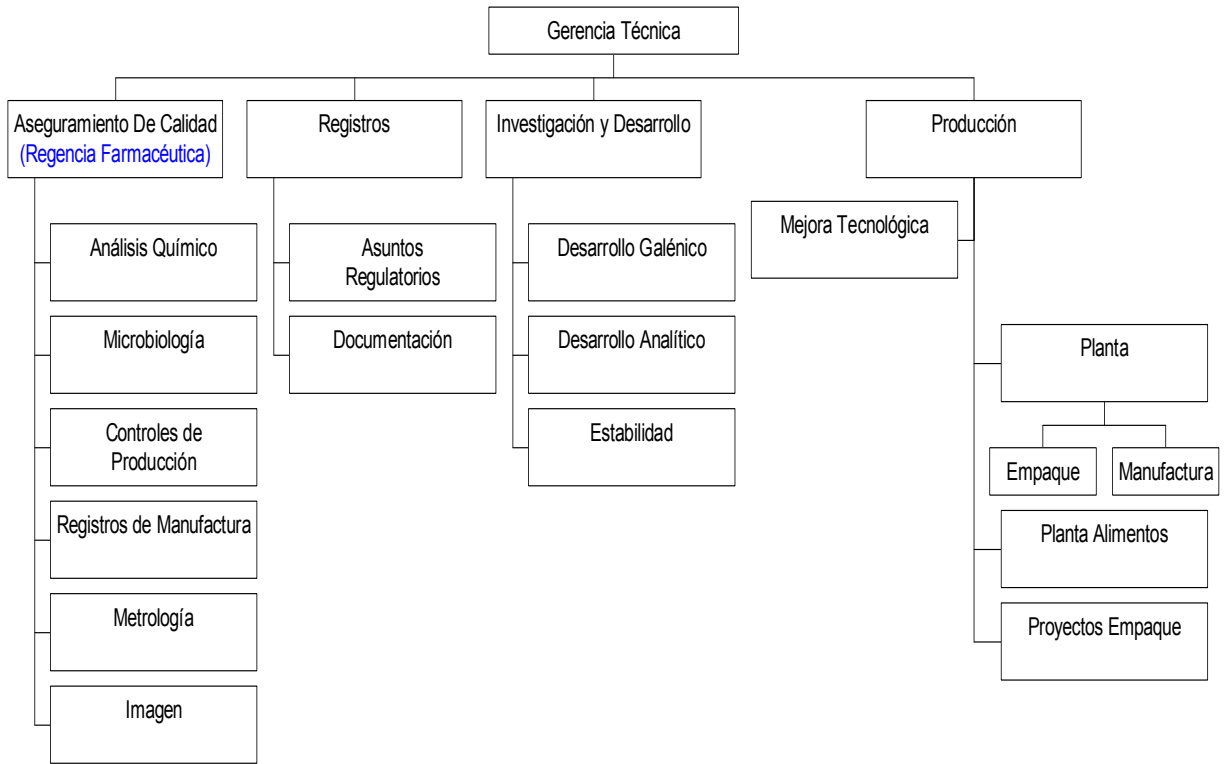 Gerencia Técnica
Aseguramiento De Calidad
(Regencia Farmacéutica)
Registros
Investigación y Desarrollo
Producción
Análisis Químico
Microbiología
Controles de
Producción
Registros de Manufactura
Metrología
Imagen
Asuntos
Regulatorios
Documentación
Desarrollo Galénico
Desarrollo Analítico
Estabilidad
Mejora Tecnológica
Planta
Empaque
Manufactura
Planta Alimentos
Proyectos Empaque